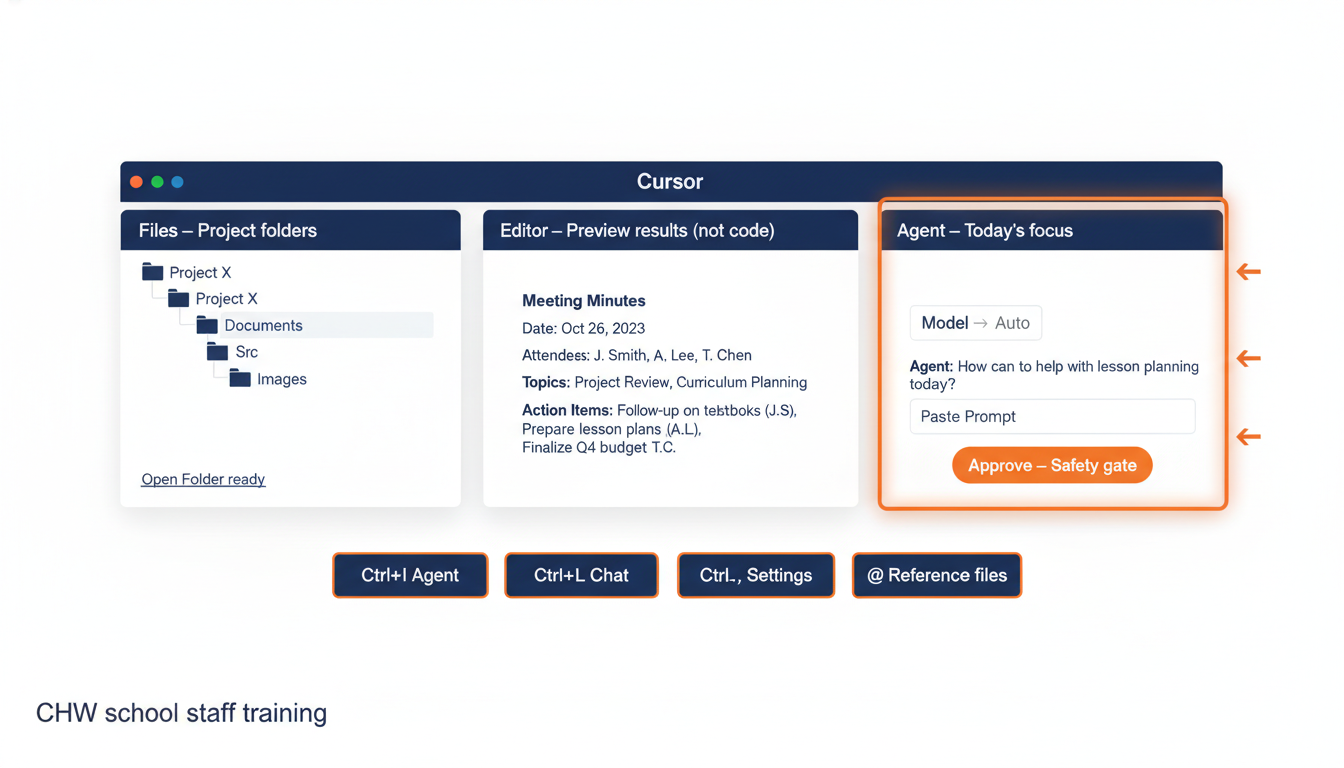 Cursor
Files – Project folders
Project X
Project X
Documents
Src
Images
Open Folder ready
Editor – Preview results (not code)
Meeting Minutes
Date: Oct 26, 2023
Attendess: J. Smith, A. Lee, T. Chen
Topics: Project Review, Curriculum Planning
Action Items: Follow-up on (J.S),
Prepare lesson plans (A.L),
Finalize Q4 budget T.C.
Agent – Today's focus
Model → Auto
Agent: How can to help with lesson planning
today?
Paste Prompt
Approve – Safety gate
Ctrl+I Agent
Ctrl+L Chat
Ctrl.., Settings
@ Reference files
CHW school staff training